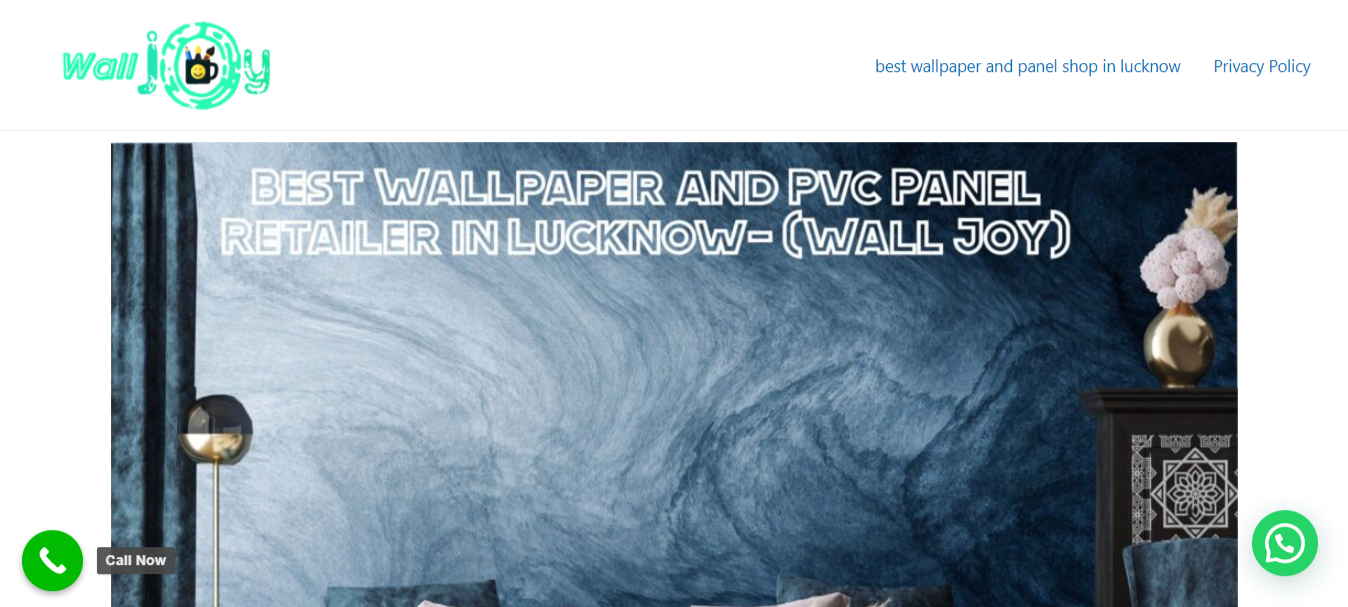 Wall joy
best wallpaper and panel shop in lucknow
Privacy Policy
Best Wallpaper and Pvc Panel
Retailer in Lucknow- (Wall Joy)
Call Now